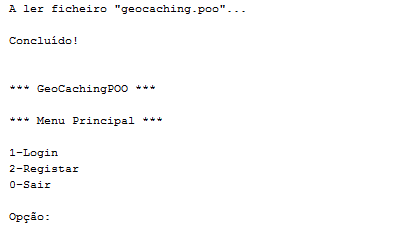 A ler ficheiro "geocaching.poo"...
Concluído!
*** GeoCachingPOO ***
*** Menu Principal ***
1-Login
2-Registar
0-Sair
Opção: